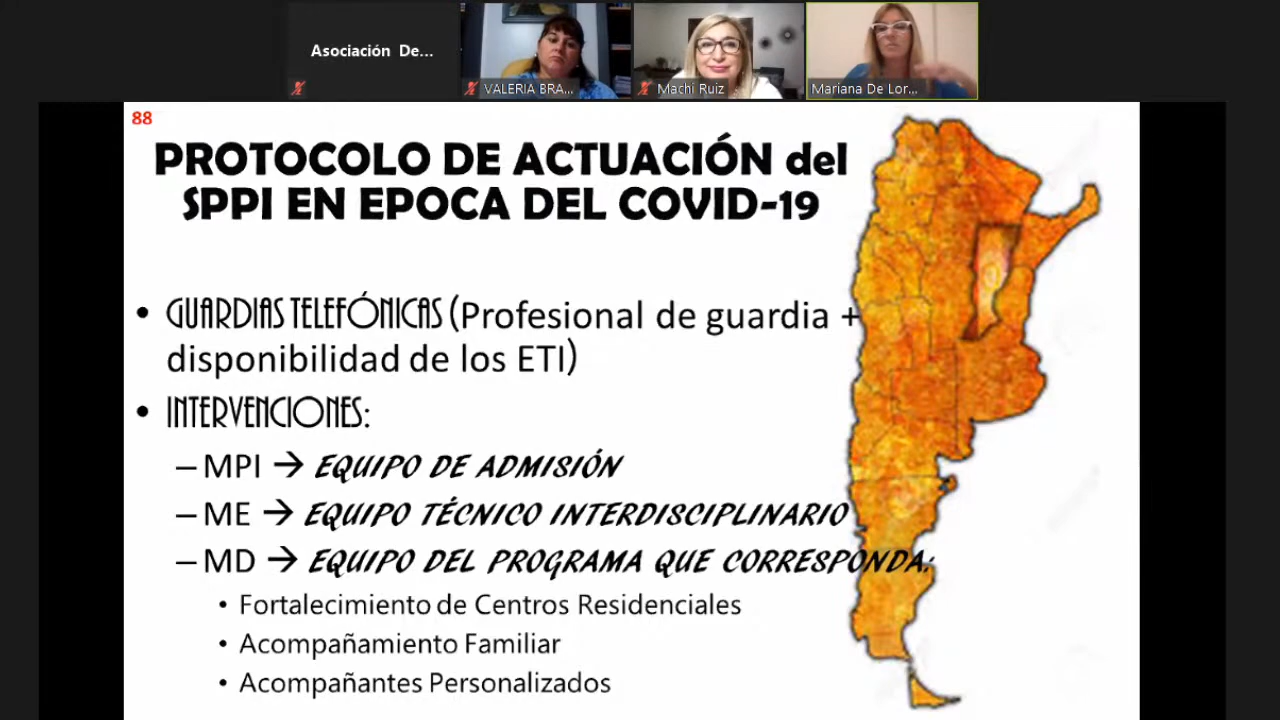 Asociación De...
VALERIA BRA...
Machi Ruiz
Mariana De Lor...
88
PROTOCOLO DE ACTUACIÓN del
SPPI EN EPOCA DEL COVID-19
• GUARDIAS TELEFÓNICAS (Profesional de guardia +
disponibilidad de los ETI)
• INTERVENCIONES:
– MPI → EQUIPO DE ADMISIÓN
– ME → EQUIPO TÉCNICO INTERDISCIPLINARIO
– MD → EQUIPO DEL PROGRAMA QUE CORRESPONDA:
• Fortalecimiento de Centros Residenciales
• Acompañamiento Familiar
• Acompañantes Personalizados